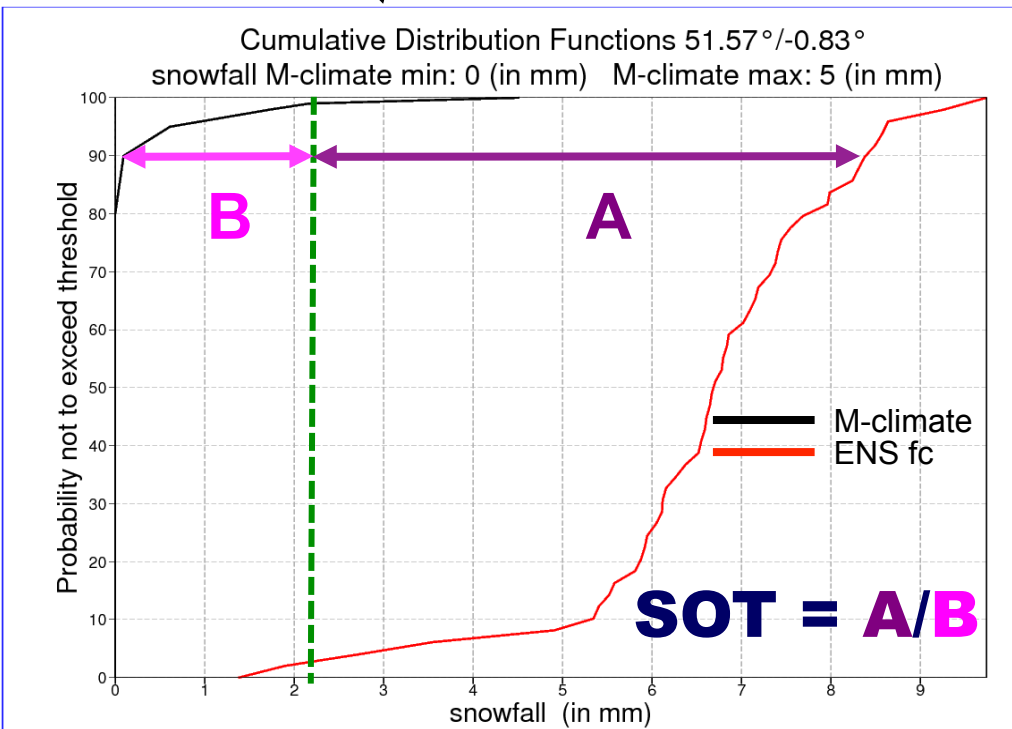 Cumulative Distribution Functions 51.57°/-0.83°
snowfall M-climate min: 0 (in mm) M-climate max: 5 (in mm)
Probability not to exceed threshold
100
90
80
70
60
50
40
30
20
10
0
B
A
M-climate
ENS fc
SOT = A/B
0 1 2 3 4 5 6 7 8 9
snowfall (in mm)